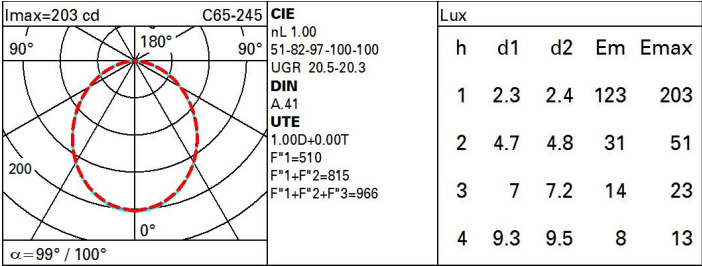 Imax=203 cd C65-245
90° 180° 90°
200
0°
α=99° / 100°
CIE
nL 1.00
51-82-97-100-100
UGR 20.5-20.3
DIN
A.41
UTE
1.00D+0.00T
F"1=510
F"1+F"2=815
F"1+F"2+F"3=966
Lux
h d1 d2 Em Emax
1 2.3 2.4 123 203
2 4.7 4.8 31 51
3 7 7.2 14 23
4 9.3 9.5 8 13